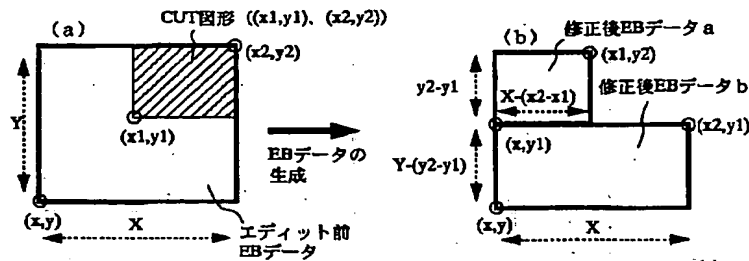 (a)
CUT図形((x1,y1)、(x2,y2))
(x2,y2)
Y
(x1,y1)
(x,y)
X
エディット前
EBデータ
EBデータの
生成
(b)
修正後EBデータa
(x1,y2)
y2-y1
X-(x2-x1)
修正後EBデータb
(x,y1)
(x2,y1)
Y-(y2-y1)
(x,y)
X